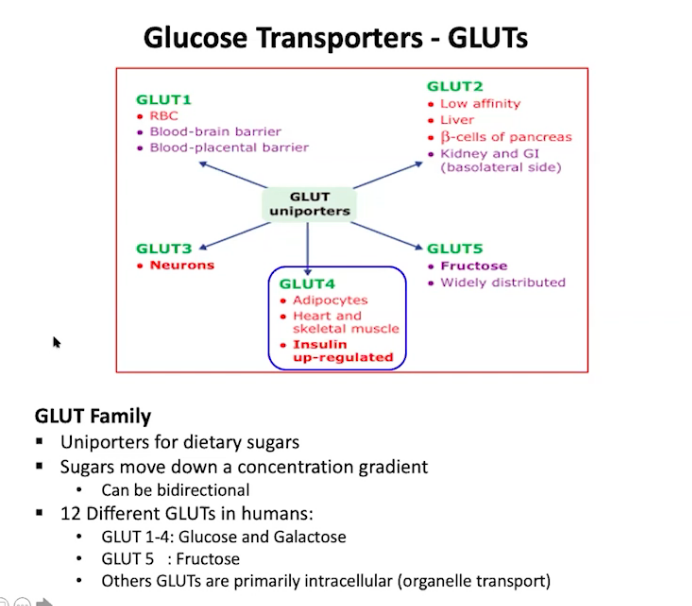 Glucose Transporters - GLUTs
GLUT1
• RBC
• Blood-brain barrier
• Blood-placental barrier
GLUT2
• Low affinity
• Liver
• β-cells of pancreas
• Kidney and GI
(basolateral side)
GLUT
uniporters
GLUT3
• Neurons
GLUT4
• Adipocytes
• Heart and
skeletal muscle
• Insulin
up-regulated
GLUT5
• Fructose
• Widely distributed
GLUT Family
▪ Uniporters for dietary sugars
▪ Sugars move down a concentration gradient
• Can be bidirectional
▪ 12 Different GLUTs in humans:
• GLUT 1-4: Glucose and Galactose
• GLUT 5 : Fructose
• Others GLUTs are primarily intracellular (organelle transport)